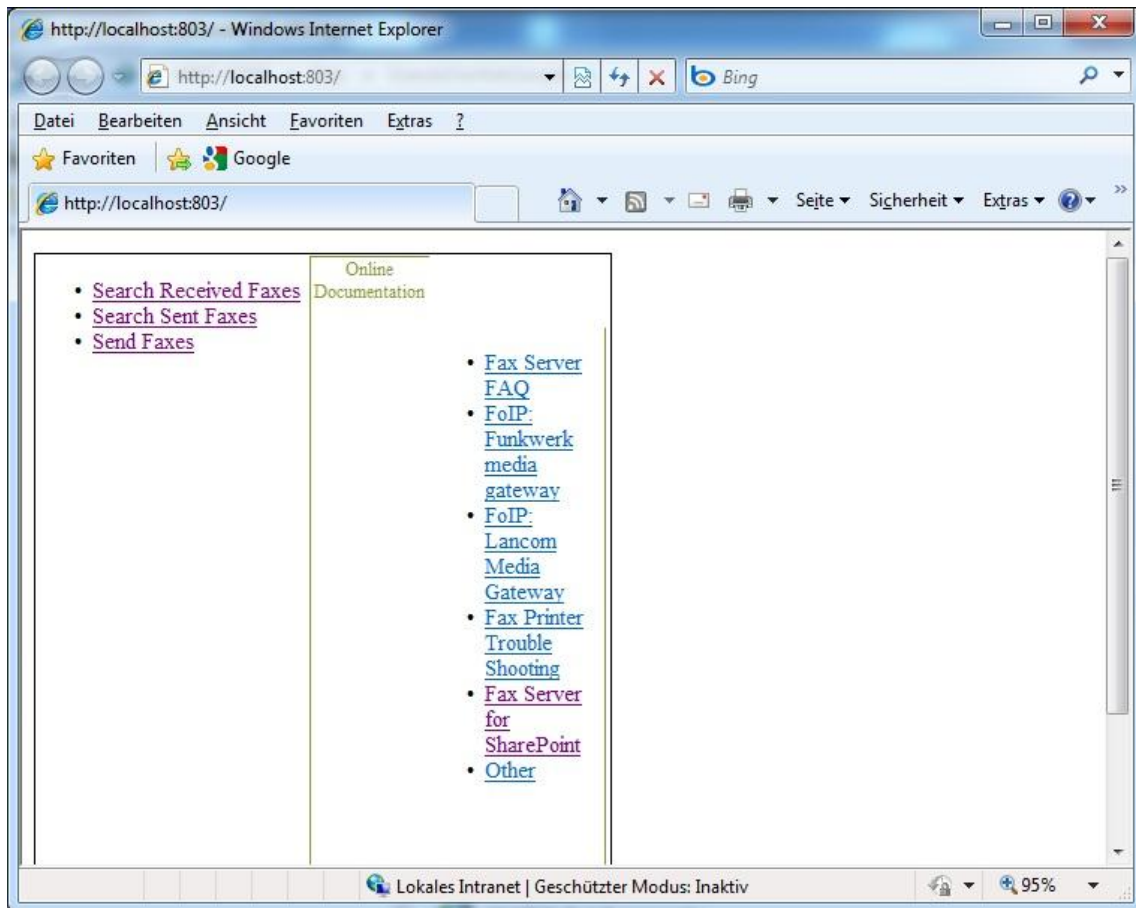 http://localhost:803/ - Windows Internet Explorer
http://localhost:803/
Bing
Datei Bearbeiten Ansicht Favoriten Extras ?
Favoriten Google
http://localhost:803/
Seite Sicherheit Extras
• Search Received Faxes
• Search Sent Faxes
• Send Faxes
Online
Documentation
• Fax Server
FAQ
• FoIP:
Funkwerk
media
gateway
• FoIP:
Lancom
Media
Gateway
• Fax Printer
Trouble
Shooting
• Fax Server
for
SharePoint
• Other
Lokales Intranet | Geschützter Modus: Inaktiv
95%